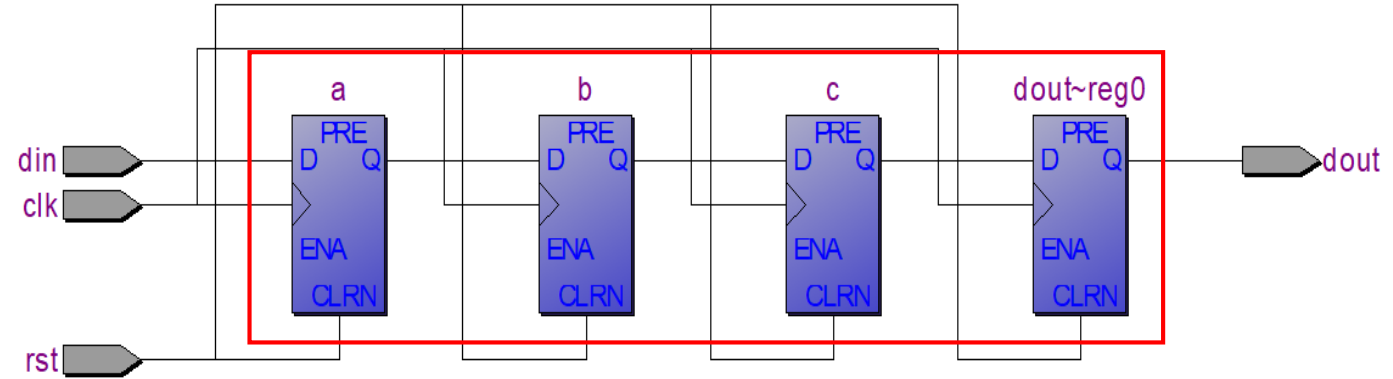 a b c dout~reg0
PRE PRE PRE PRE
din D Q D Q D Q D Q dout
clk
ENA ENA ENA ENA
CLRN CLRN CLRN CLRN
rst